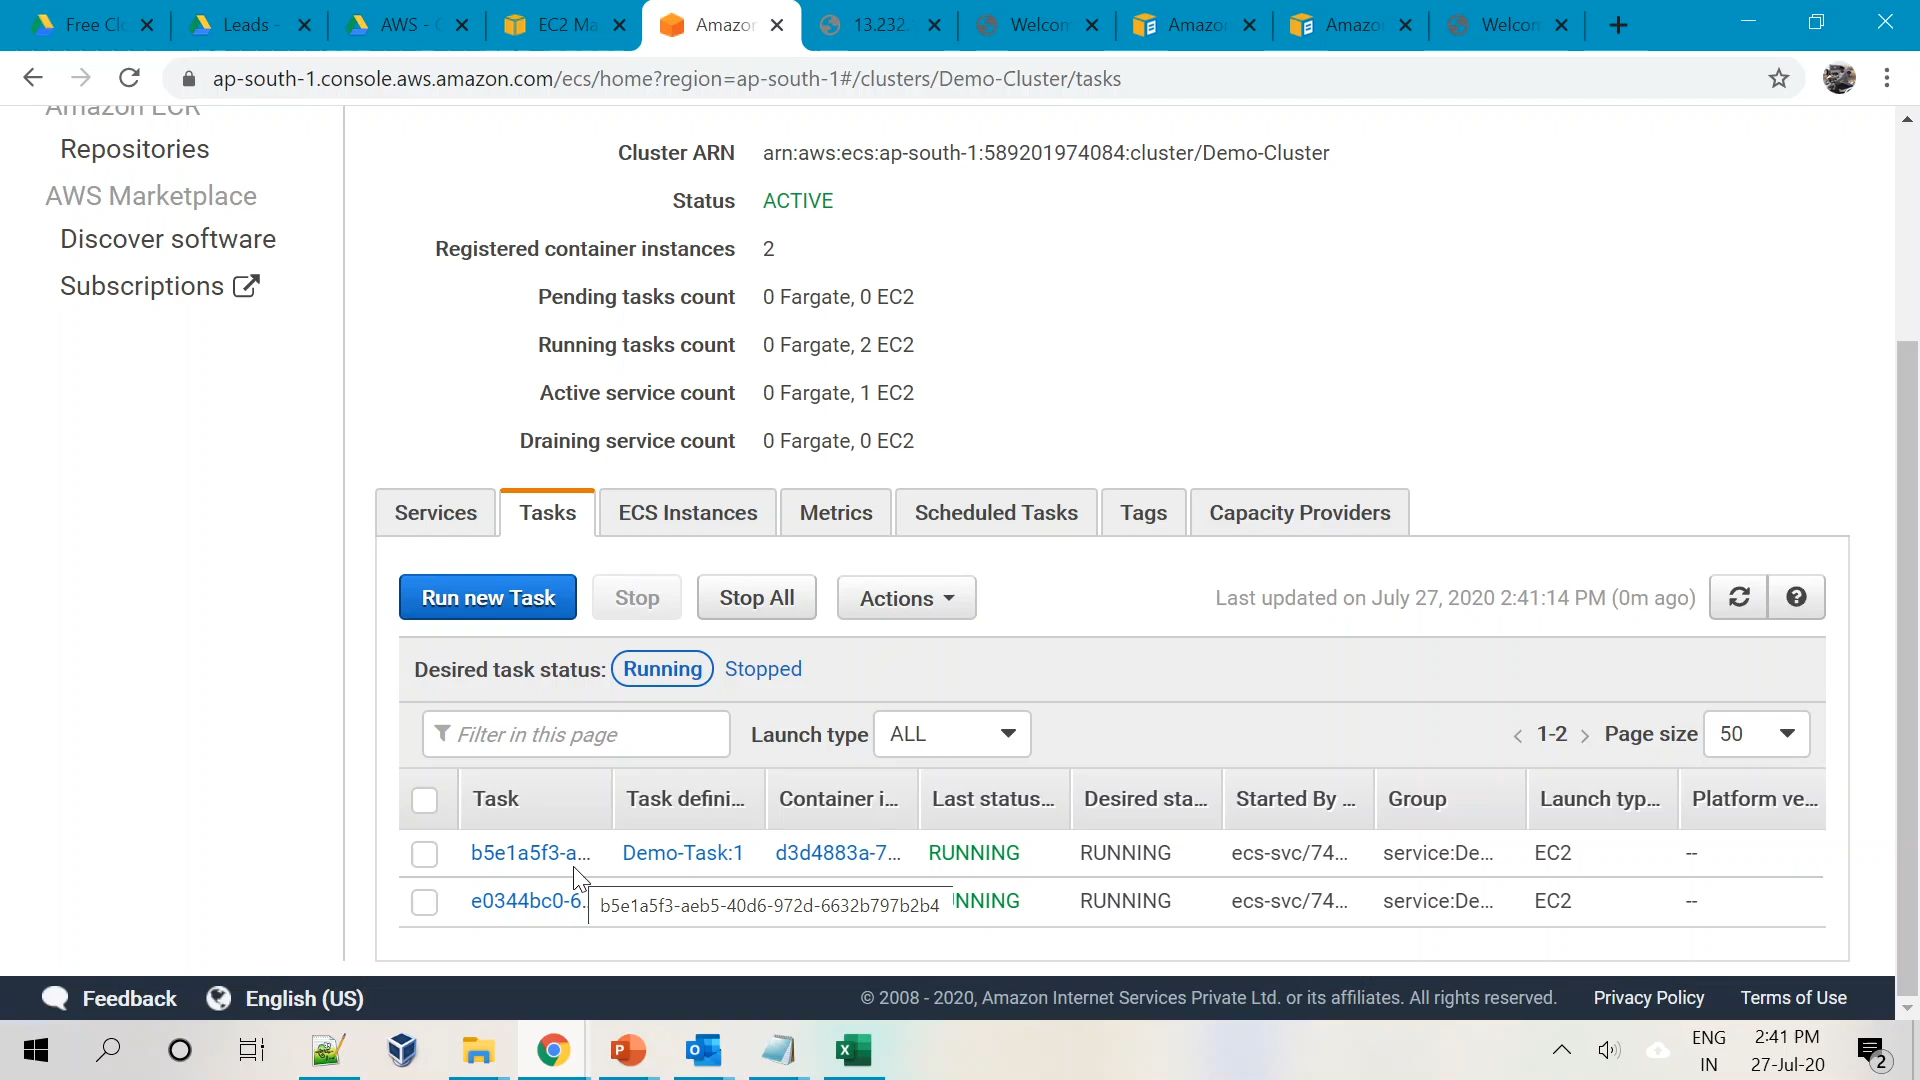 Free Clo
Leads -
AWS - C
EC2 Ma
Amazon
13.232.
Welcom
Amazon
Amazon
Welcom
ap-south-1.console.aws.amazon.com/ecs/home?region=ap-south-1#/clusters/Demo-Cluster/tasks
Amazon ECR
Repositories
AWS Marketplace
Discover software
Subscriptions
Cluster ARN arn:aws:ecs:ap-south-1:589201974084:cluster/Demo-Cluster
Status ACTIVE
Registered container instances 2
Pending tasks count 0 Fargate, 0 EC2
Running tasks count 0 Fargate, 2 EC2
Active service count 0 Fargate, 1 EC2
Draining service count 0 Fargate, 0 EC2
Services Tasks ECS Instances Metrics Scheduled Tasks Tags Capacity Providers
Run new Task Stop Stop All Actions Last updated on July 27, 2020 2:41:14 PM (0m ago)
Desired task status: Running Stopped
Filter in this page Launch type ALL < 1-2 > Page size 50
Task Task defini... Container i... Last status... Desired sta... Started By ... Group Launch typ... Platform ve...
b5e1a5f3-a... Demo-Task:1 d3d4883a-7... RUNNING RUNNING ecs-svc/74... service:De... EC2 --
e0344bc0-6. NNING RUNNING ecs-svc/74... service:De... EC2 --
b5e1a5f3-aeb5-40d6-972d-6632b797b2b4
Feedback English (US) © 2008 - 2020, Amazon Internet Services Private Ltd. or its affiliates. All rights reserved. Privacy Policy Terms of Use
ENG
IN
2:41 PM
27-Jul-20
2